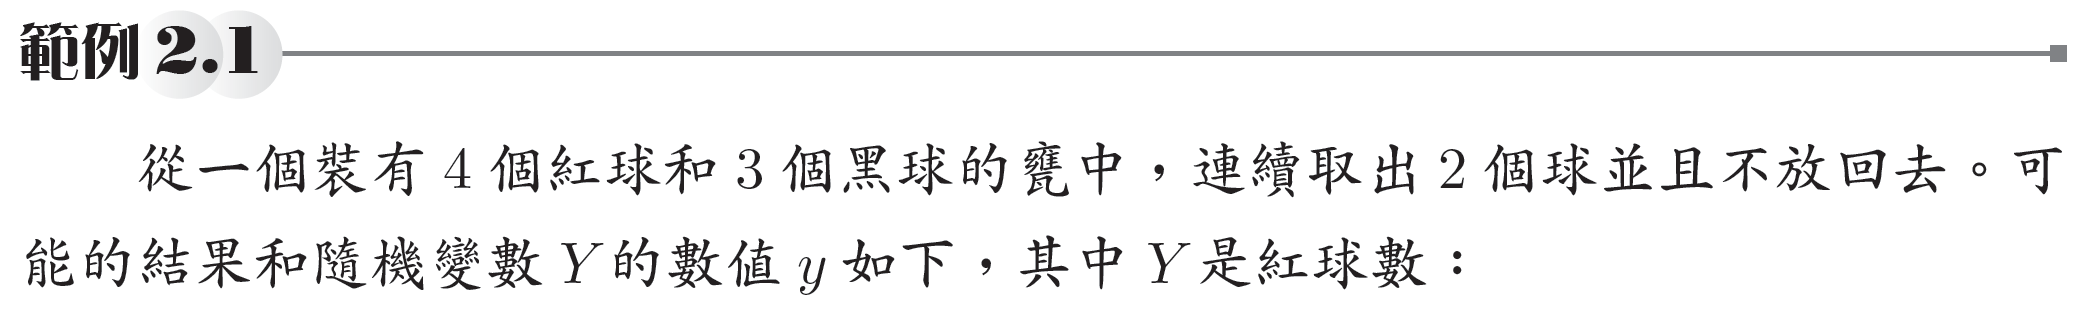 範例 2.1
從一個裝有 4 個紅球和 3 個黑球的甕中，連續取出 2 個球並且不放回去。可
能的結果和隨機變數 Y 的數值 y 如下，其中 Y 是紅球數：